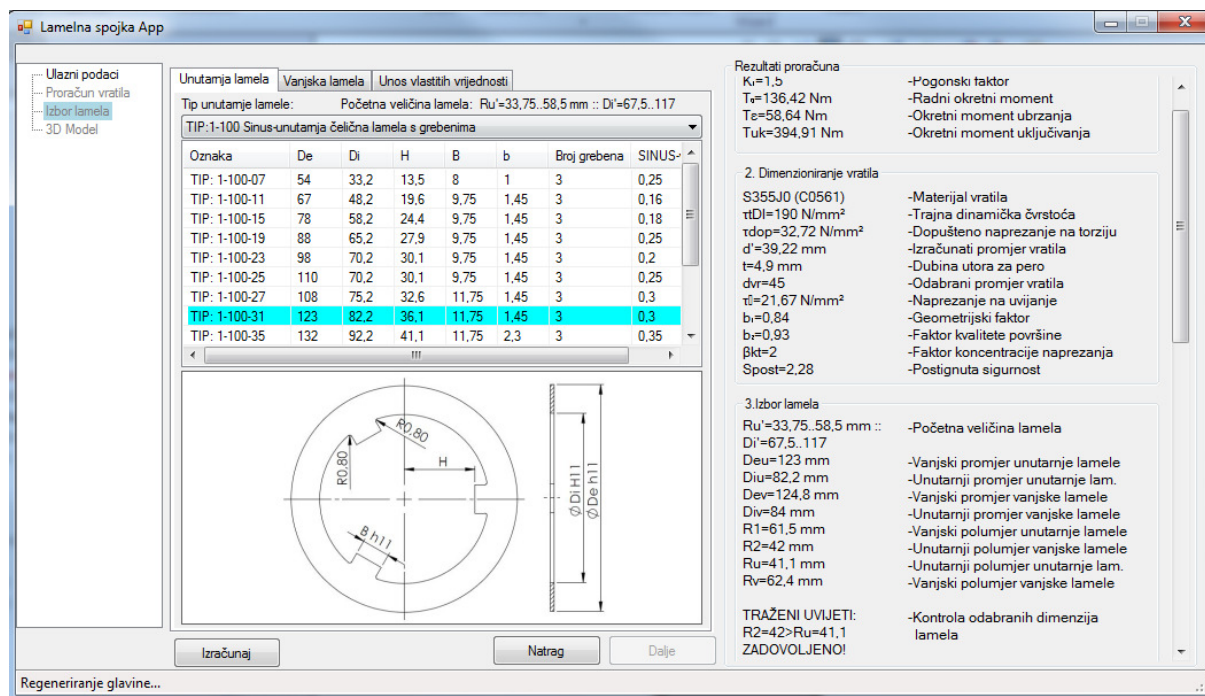 Lamelna spojka App
Ulazni podaci
Proračun vratila
Izbor lamela
3D Model
Unutarnja lamela
Vanjska lamela
Unos vlastitih vrijednosti
Tip unutarnje lamele: Početna veličina lamela: Ru'=33,75..58,5 mm :: Di'=67,5..117
TIP:1-100 Sinus-unutarnja čelična lamela s grebenima
Oznaka De Di H B b Broj grebena SINUS-
TIP: 1-100-07 54 33,2 13,5 8 1 3 0,25
TIP: 1-100-11 67 48,2 19,6 9,75 1,45 3 0,16
TIP: 1-100-15 78 58,2 24,4 9,75 1,45 3 0,18
TIP: 1-100-19 88 65,2 27,9 9,75 1,45 3 0,25
TIP: 1-100-23 98 70,2 30,1 9,75 1,45 3 0,2
TIP: 1-100-25 110 70,2 30,1 9,75 1,45 3 0,25
TIP: 1-100-27 108 75,2 32,6 11,75 1,45 3 0,3
TIP: 1-100-31 123 82,2 36,1 11,75 1,45 3 0,3
TIP: 1-100-35 132 92,2 41,1 11,75 2,3 3 0,35
R0.80
R0.80
H
B h11
Ø Di H11
Ø De h11
Izračunaj
Natrag
Dalje
Regeneriranje glavine...
Rezultati proračuna
Kᵣ=1,5 -Pogonski faktor
=136,42 Nm -Radni okretni moment
Tε=58,64 Nm -Okretni moment ubrzanja
Tuk=394,91 Nm -Okretni moment uključivanja
2. Dimenzioniranje vratila
S355J0 (C0561) -Materijal vratila
τtDI=190 N/mm² -Trajna dinamička čvrstoća
τdop=32,72 N/mm² -Dopušteno naprezanje na torziju
d'=39,22 mm -Izračunati promjer vratila
t=4,9 mm -Dubina utora za pero
dvr=45 -Odabrani promjer vratila
τ▯=21,67 N/mm² -Naprezanje na uvijanje
b₁=0,84 -Geometrijski faktor
b₂=0,93 -Faktor kvalitete površine
βkt=2 -Faktor koncentracije naprezanja
Spost=2,28 -Postignuta sigurnost
3.Izbor lamela
Ru'=33,75..58,5 mm :: -Početna veličina lamela
Di'=67,5..117
Deu=123 mm -Vanjski promjer unutarnje lamele
Diu=82,2 mm -Unutarnji promjer unutarnje lam.
Dev=124,8 mm -Vanjski promjer vanjske lamele
Div=84 mm -Unutarnji promjer vanjske lamele
R1=61,5 mm -Vanjski polumjer unutarnje lamele
R2=42 mm -Unutarnji polumjer vanjske lamele
Ru=41,1 mm -Unutarnji polumjer unutarnje lam.
Rv=62,4 mm -Vanjski polumjer vanjske lamele
TRAŽENI UVIJETI: -Kontrola odabranih dimenzija
R2=42>Ru=41,1 lamela
ZADOVOLJENO!